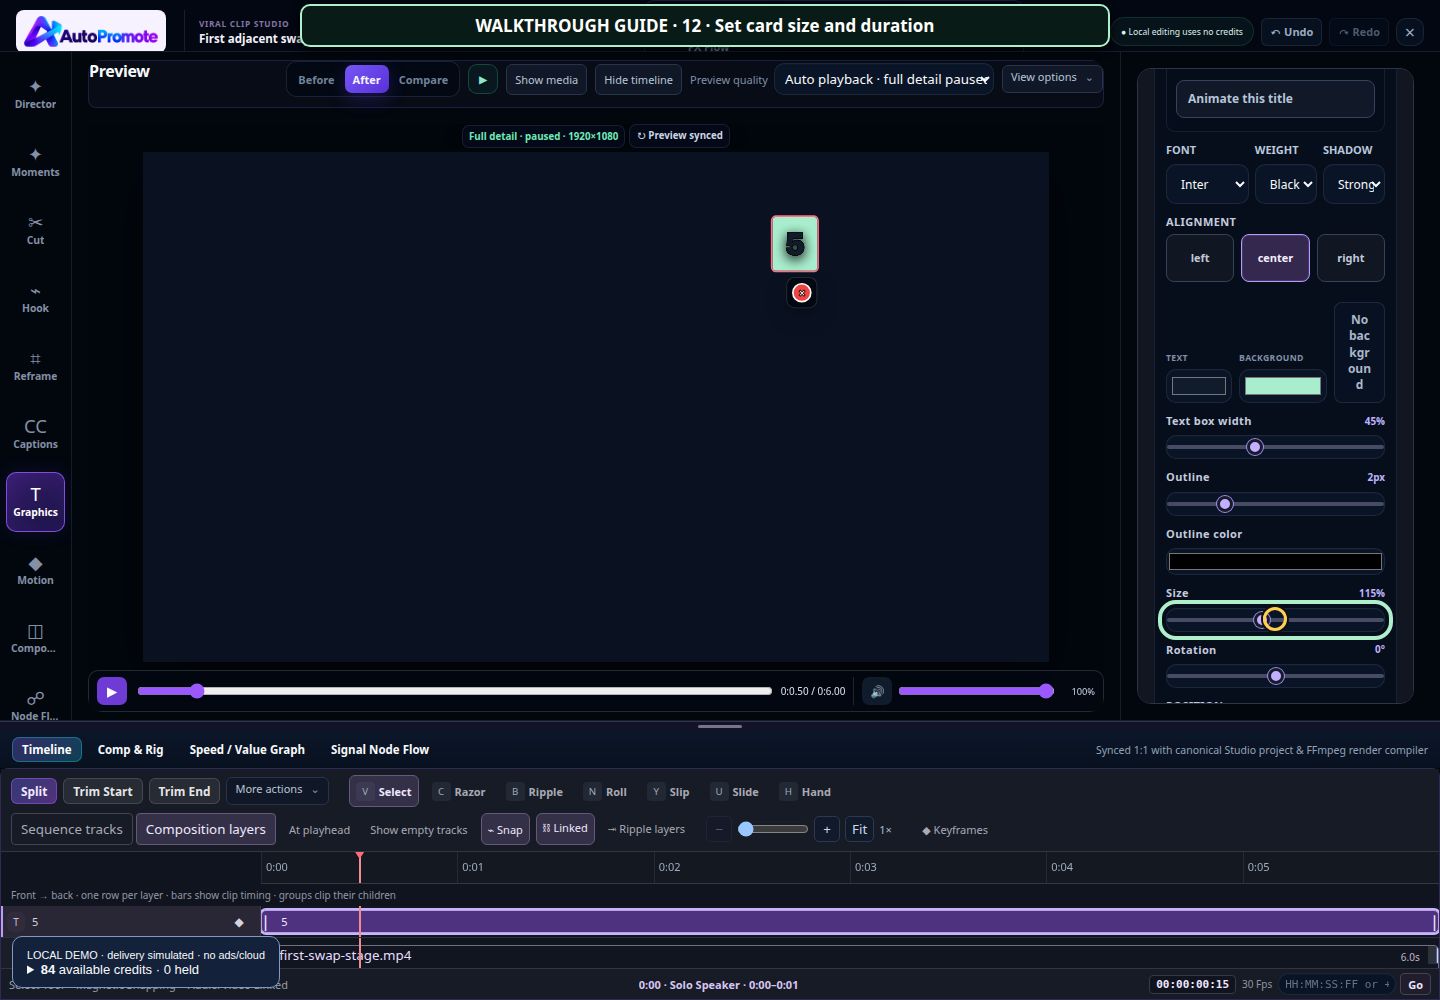 AutoPromote
VIRAL CLIP STUDIO
First adjacent swa
WALKTHROUGH GUIDE · 12 · Set card size and duration
● Local editing uses no credits
↶ Undo
↷ Redo
✕
Preview
Before
After
Compare
▶
Show media
Hide timeline
Preview quality
Auto playback · full detail paused
View options
Full detail · paused · 1920×1080
↻ Preview synced
Director
Moments
Cut
Hook
Reframe
CC
Captions
T
Graphics
Motion
Compo...
Node Fl...
5
Animate this title
FONT
WEIGHT
SHADOW
Inter
Black
Strong
ALIGNMENT
left
center
right
TEXT
BACKGROUND
No
bac
kgr
oun
d
Text box width
45%
Outline
2px
Outline color
Size
115%
Rotation
0°
0:0.50 / 0:6.00
100%
Timeline
Comp & Rig
Speed / Value Graph
Signal Node Flow
Synced 1:1 with canonical Studio project & FFmpeg render compiler
Split
Trim Start
Trim End
More actions
V Select
C Razor
B Ripple
N Roll
Y Slip
U Slide
H Hand
Sequence tracks
Composition layers
At playhead
Show empty tracks
Snap
Linked
⇥ Ripple layers
−
+
Fit
1×
◆ Keyframes
0:00
0:01
0:02
0:03
0:04
0:05
Front → back · one row per layer · bars show clip timing · groups clip their children
T 5
5
first-swap-stage.mp4
6.0s
LOCAL DEMO · delivery simulated · no ads/cloud
▶ 84 available credits · 0 held
0:00 · Solo Speaker · 0:00–0:01
00:00:00:15
30 Fps
HH:MM:SS:FF or +
Go